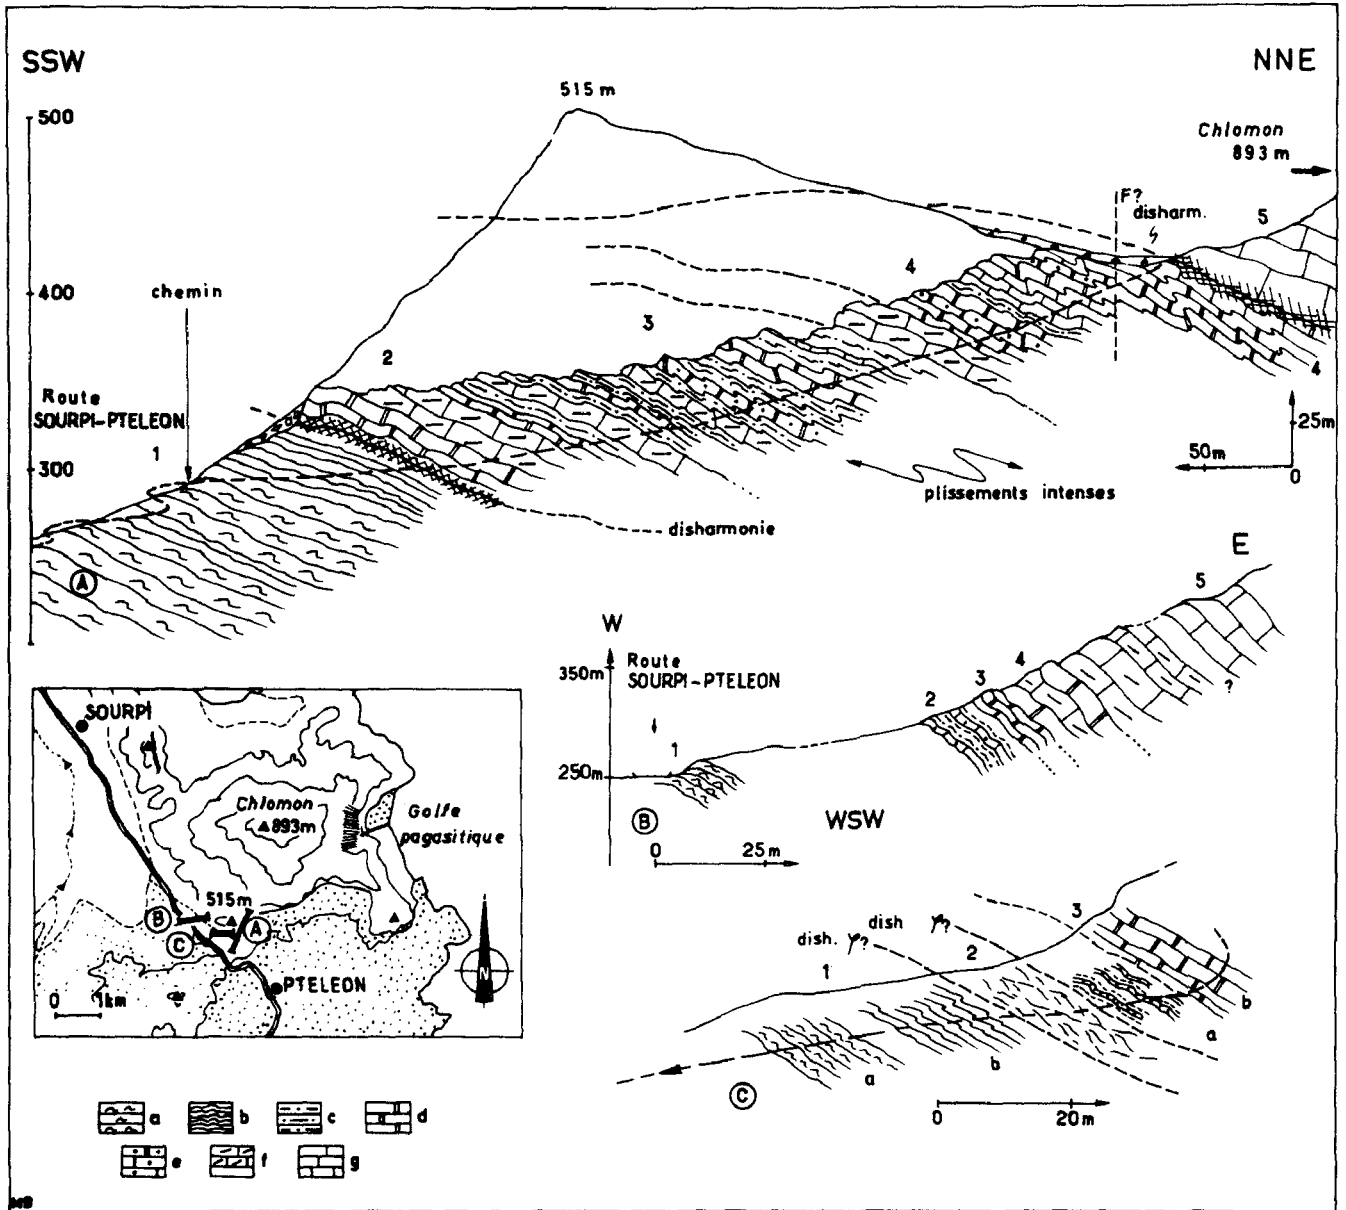 SSW
NNE
515 m
500
Chlomon
893 m
F?
disharm.
5
4
400
chemin
3
2
4
Route
SOURPI-PTELEON
1
25m
50m
0
300
plissements intenses
disharmonie
A
E
5
W
Route
SOURPI-PTELEON
350m
4
3
2
?
1
250m
B
WSW
0
25m
SOURPI
Chlomon
893m
Golfe
pagasitique
515m
B
A
C
PTELEON
N
0
1km
3
dish
dish.
2
1
b
a
b
a
C
0
20m
a
b
c
d
e
f
g
MB